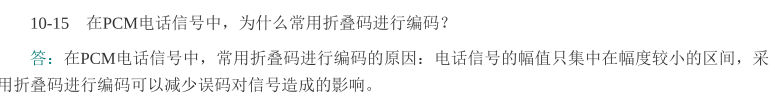 10-15 在PCM电话信号中，为什么常用折叠码进行编码？
答：在PCM电话信号中，常用折叠码进行编码的原因：电话信号的幅值只集中在幅度较小的区间，采
用折叠码进行编码可以减少误码对信号造成的影响。